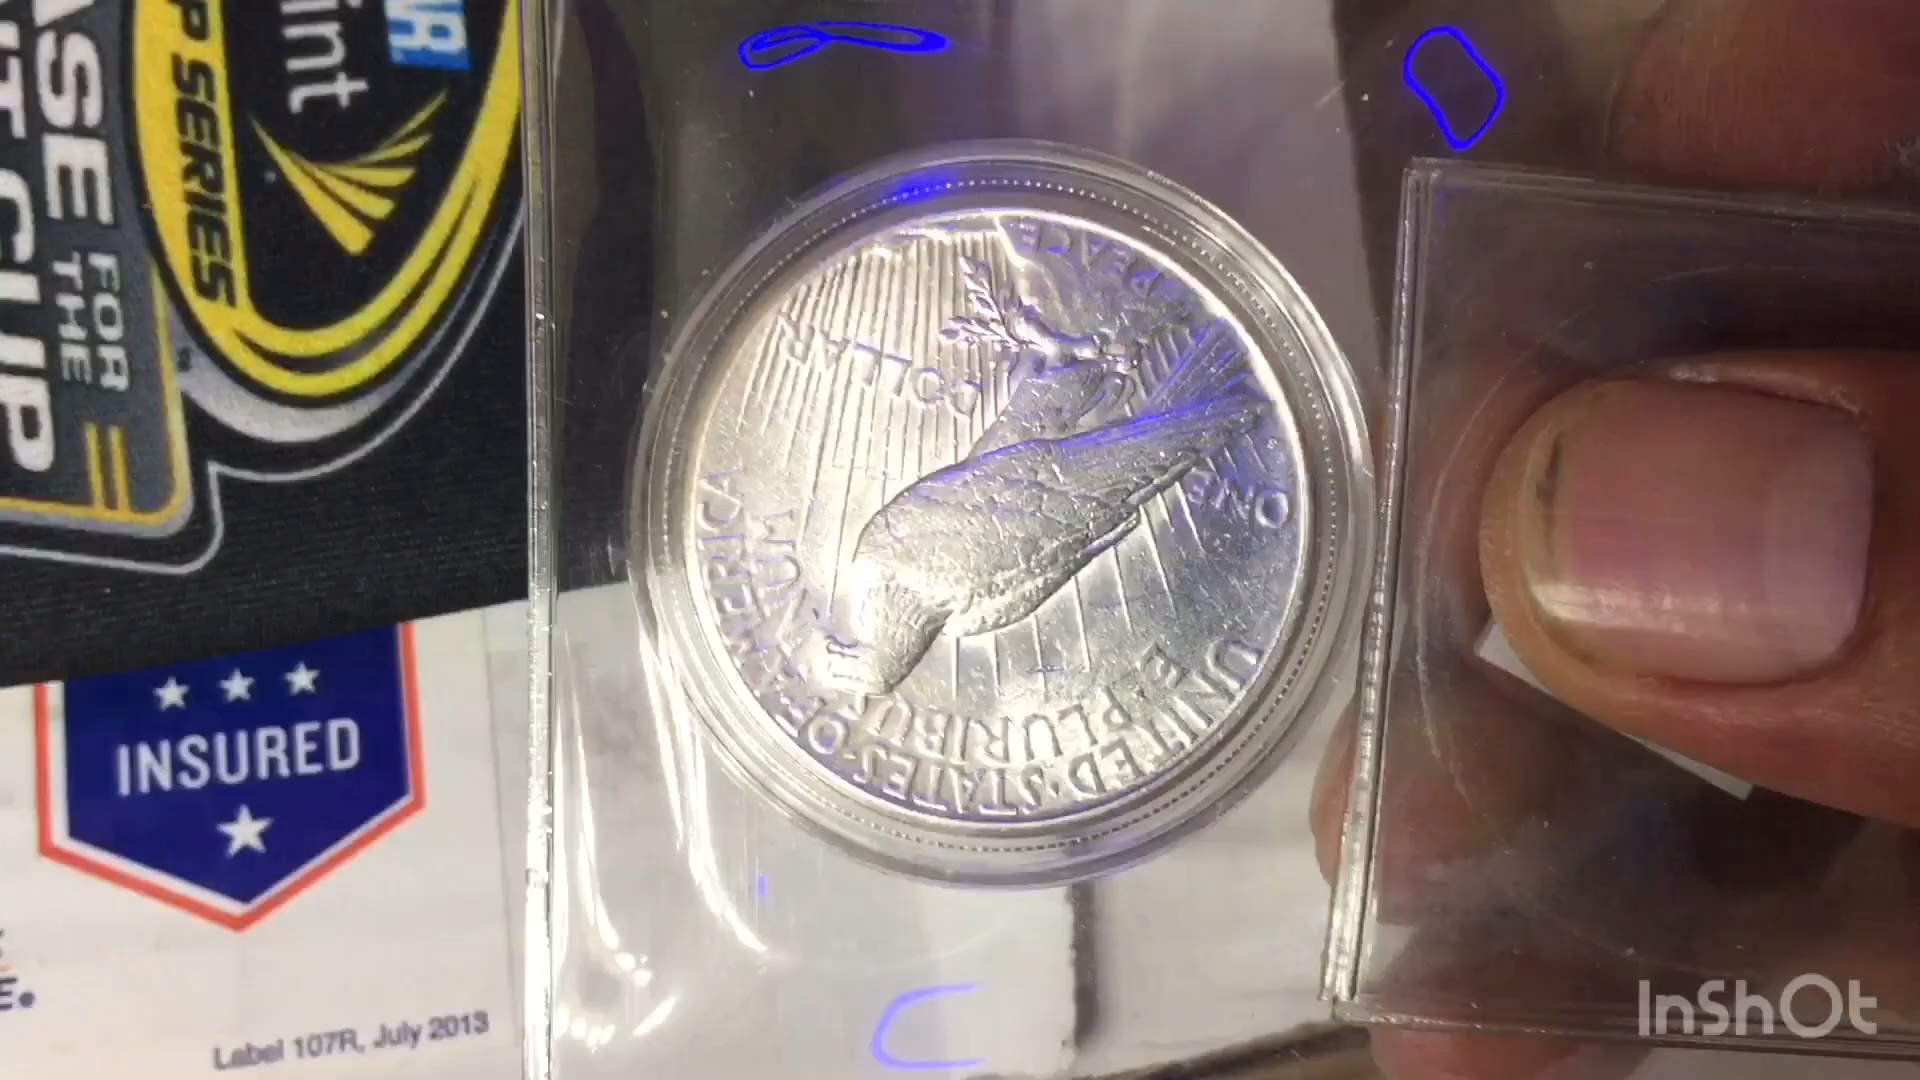 ASE FOR THE
NT CUP
P SERIES
int
INSURED
E.
Label 107R, July 2013
UNITED·STATES·OF·AMERICA
E PLURIBUS UNUM
ONE DOLLAR
PEACE
InShOt